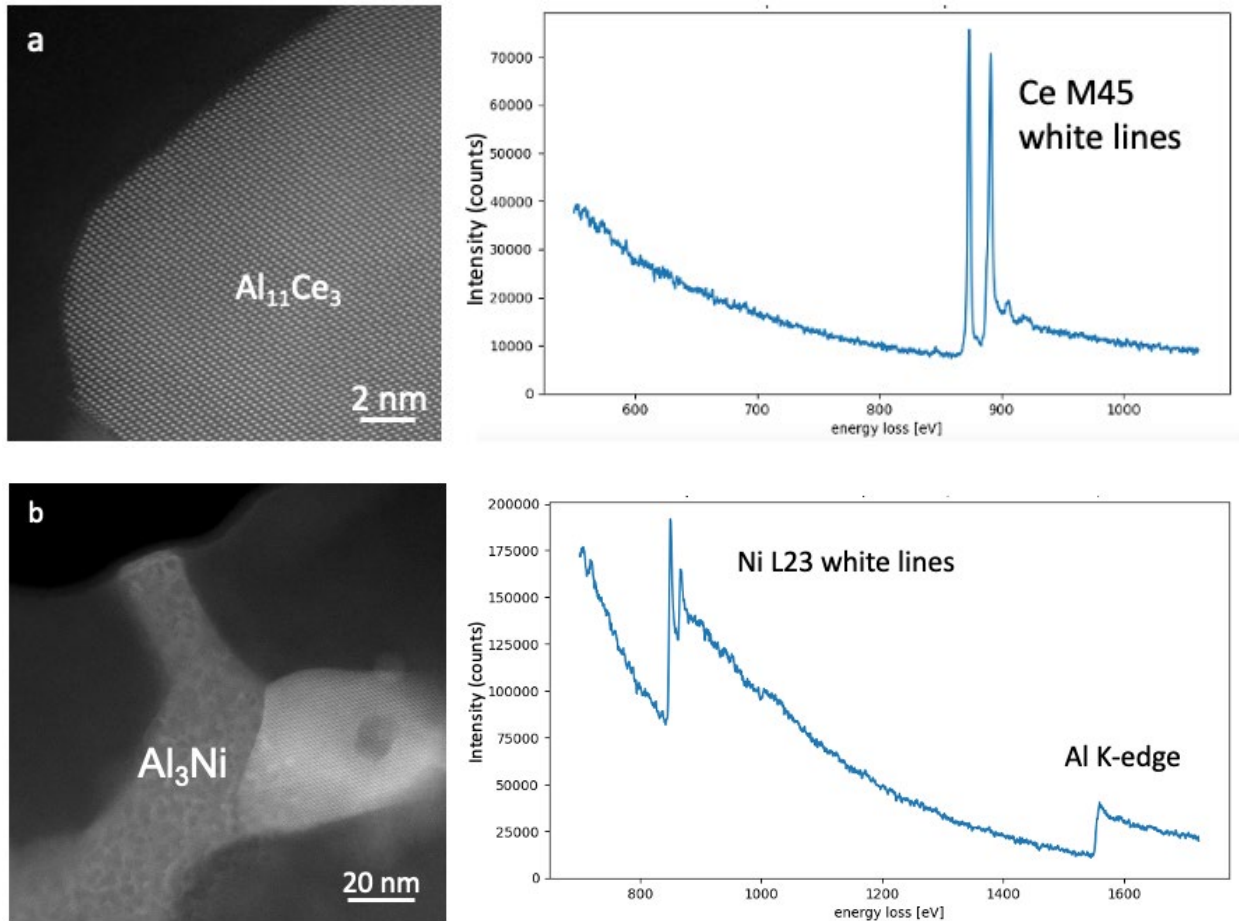 a
Al11Ce3
2 nm
Intensity (counts)
70000
60000
50000
40000
30000
20000
10000
0
Ce M45
white lines
600 700 800 900 1000
energy loss [eV]
b
Al3Ni
20 nm
Intensity (counts)
200000
175000
150000
125000
100000
75000
50000
25000
0
Ni L23 white lines
Al K-edge
800 1000 1200 1400 1600
energy loss [eV]